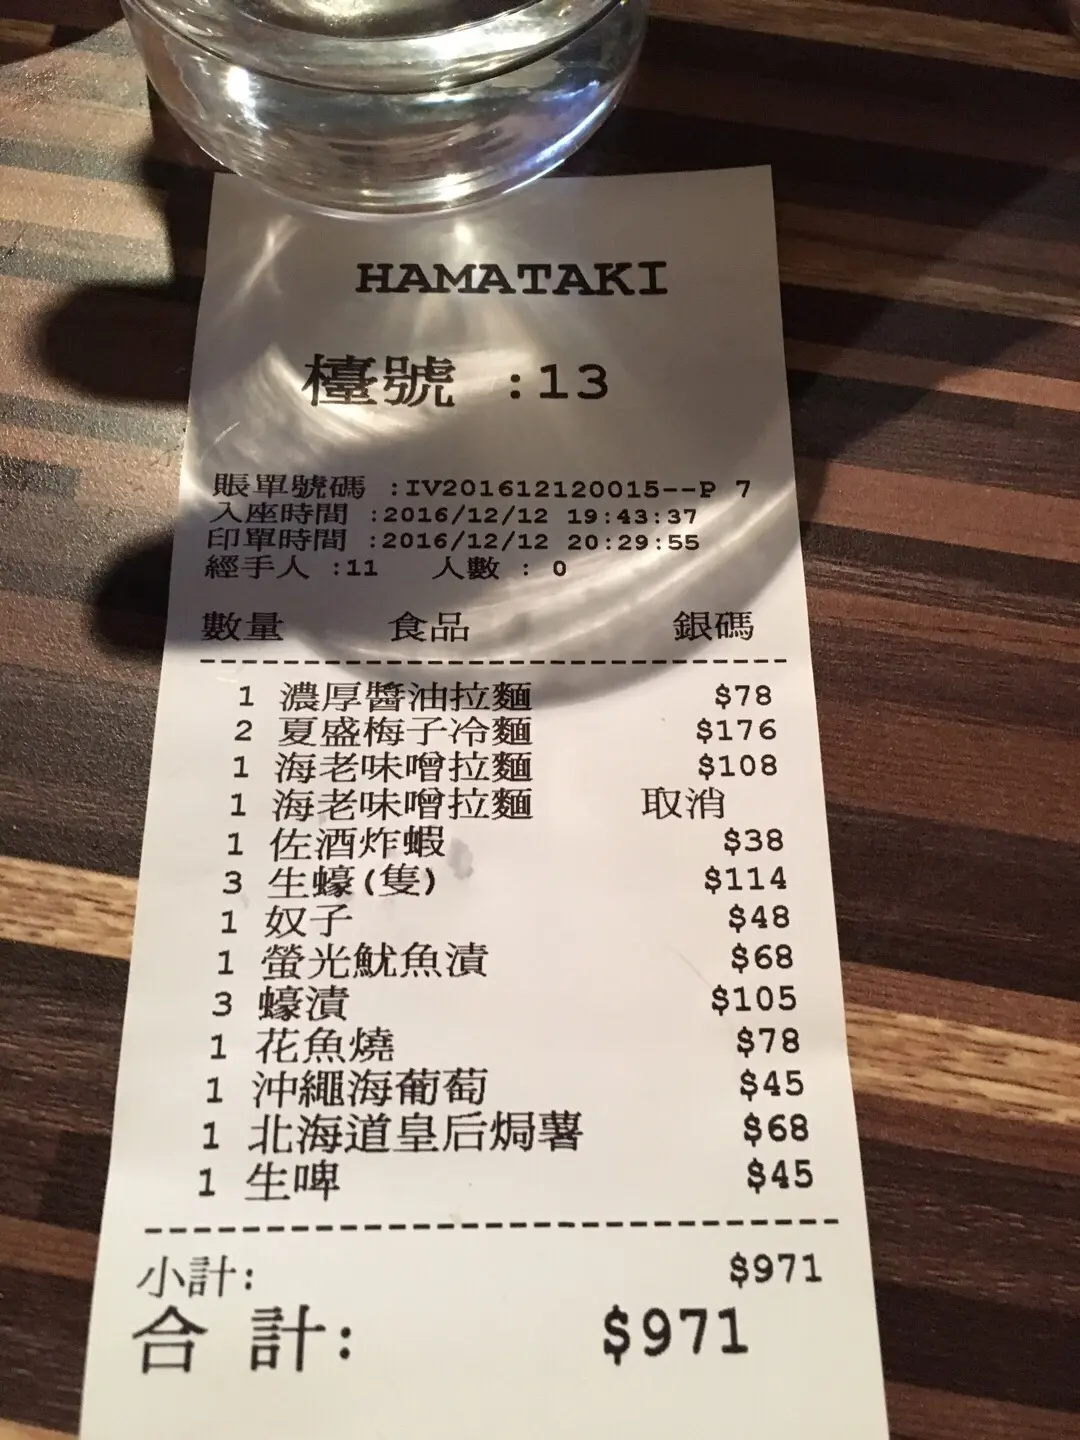 HAMATAKI
檯號 :13
賬單號碼 :IV201612120015--P 7
入座時間 :2016/12/12 19:43:37
印單時間 :2016/12/12 20:29:55
經手人 :11 人數 : 0
數量 食品 銀碼
1 濃厚醬油拉麵 $78
2 夏盛梅子冷麵 $176
1 海老味噌拉麵 $108
1 海老味噌拉麵 取消
1 佐酒炸蝦 $38
3 生蠔(隻) $114
1 奴子 $48
1 螢光魷魚漬 $68
3 蠔漬 $105
1 花魚燒 $78
1 沖繩海葡萄 $45
1 北海道皇后焗薯 $68
1 生啤 $45
小計: $971
合 計: $971